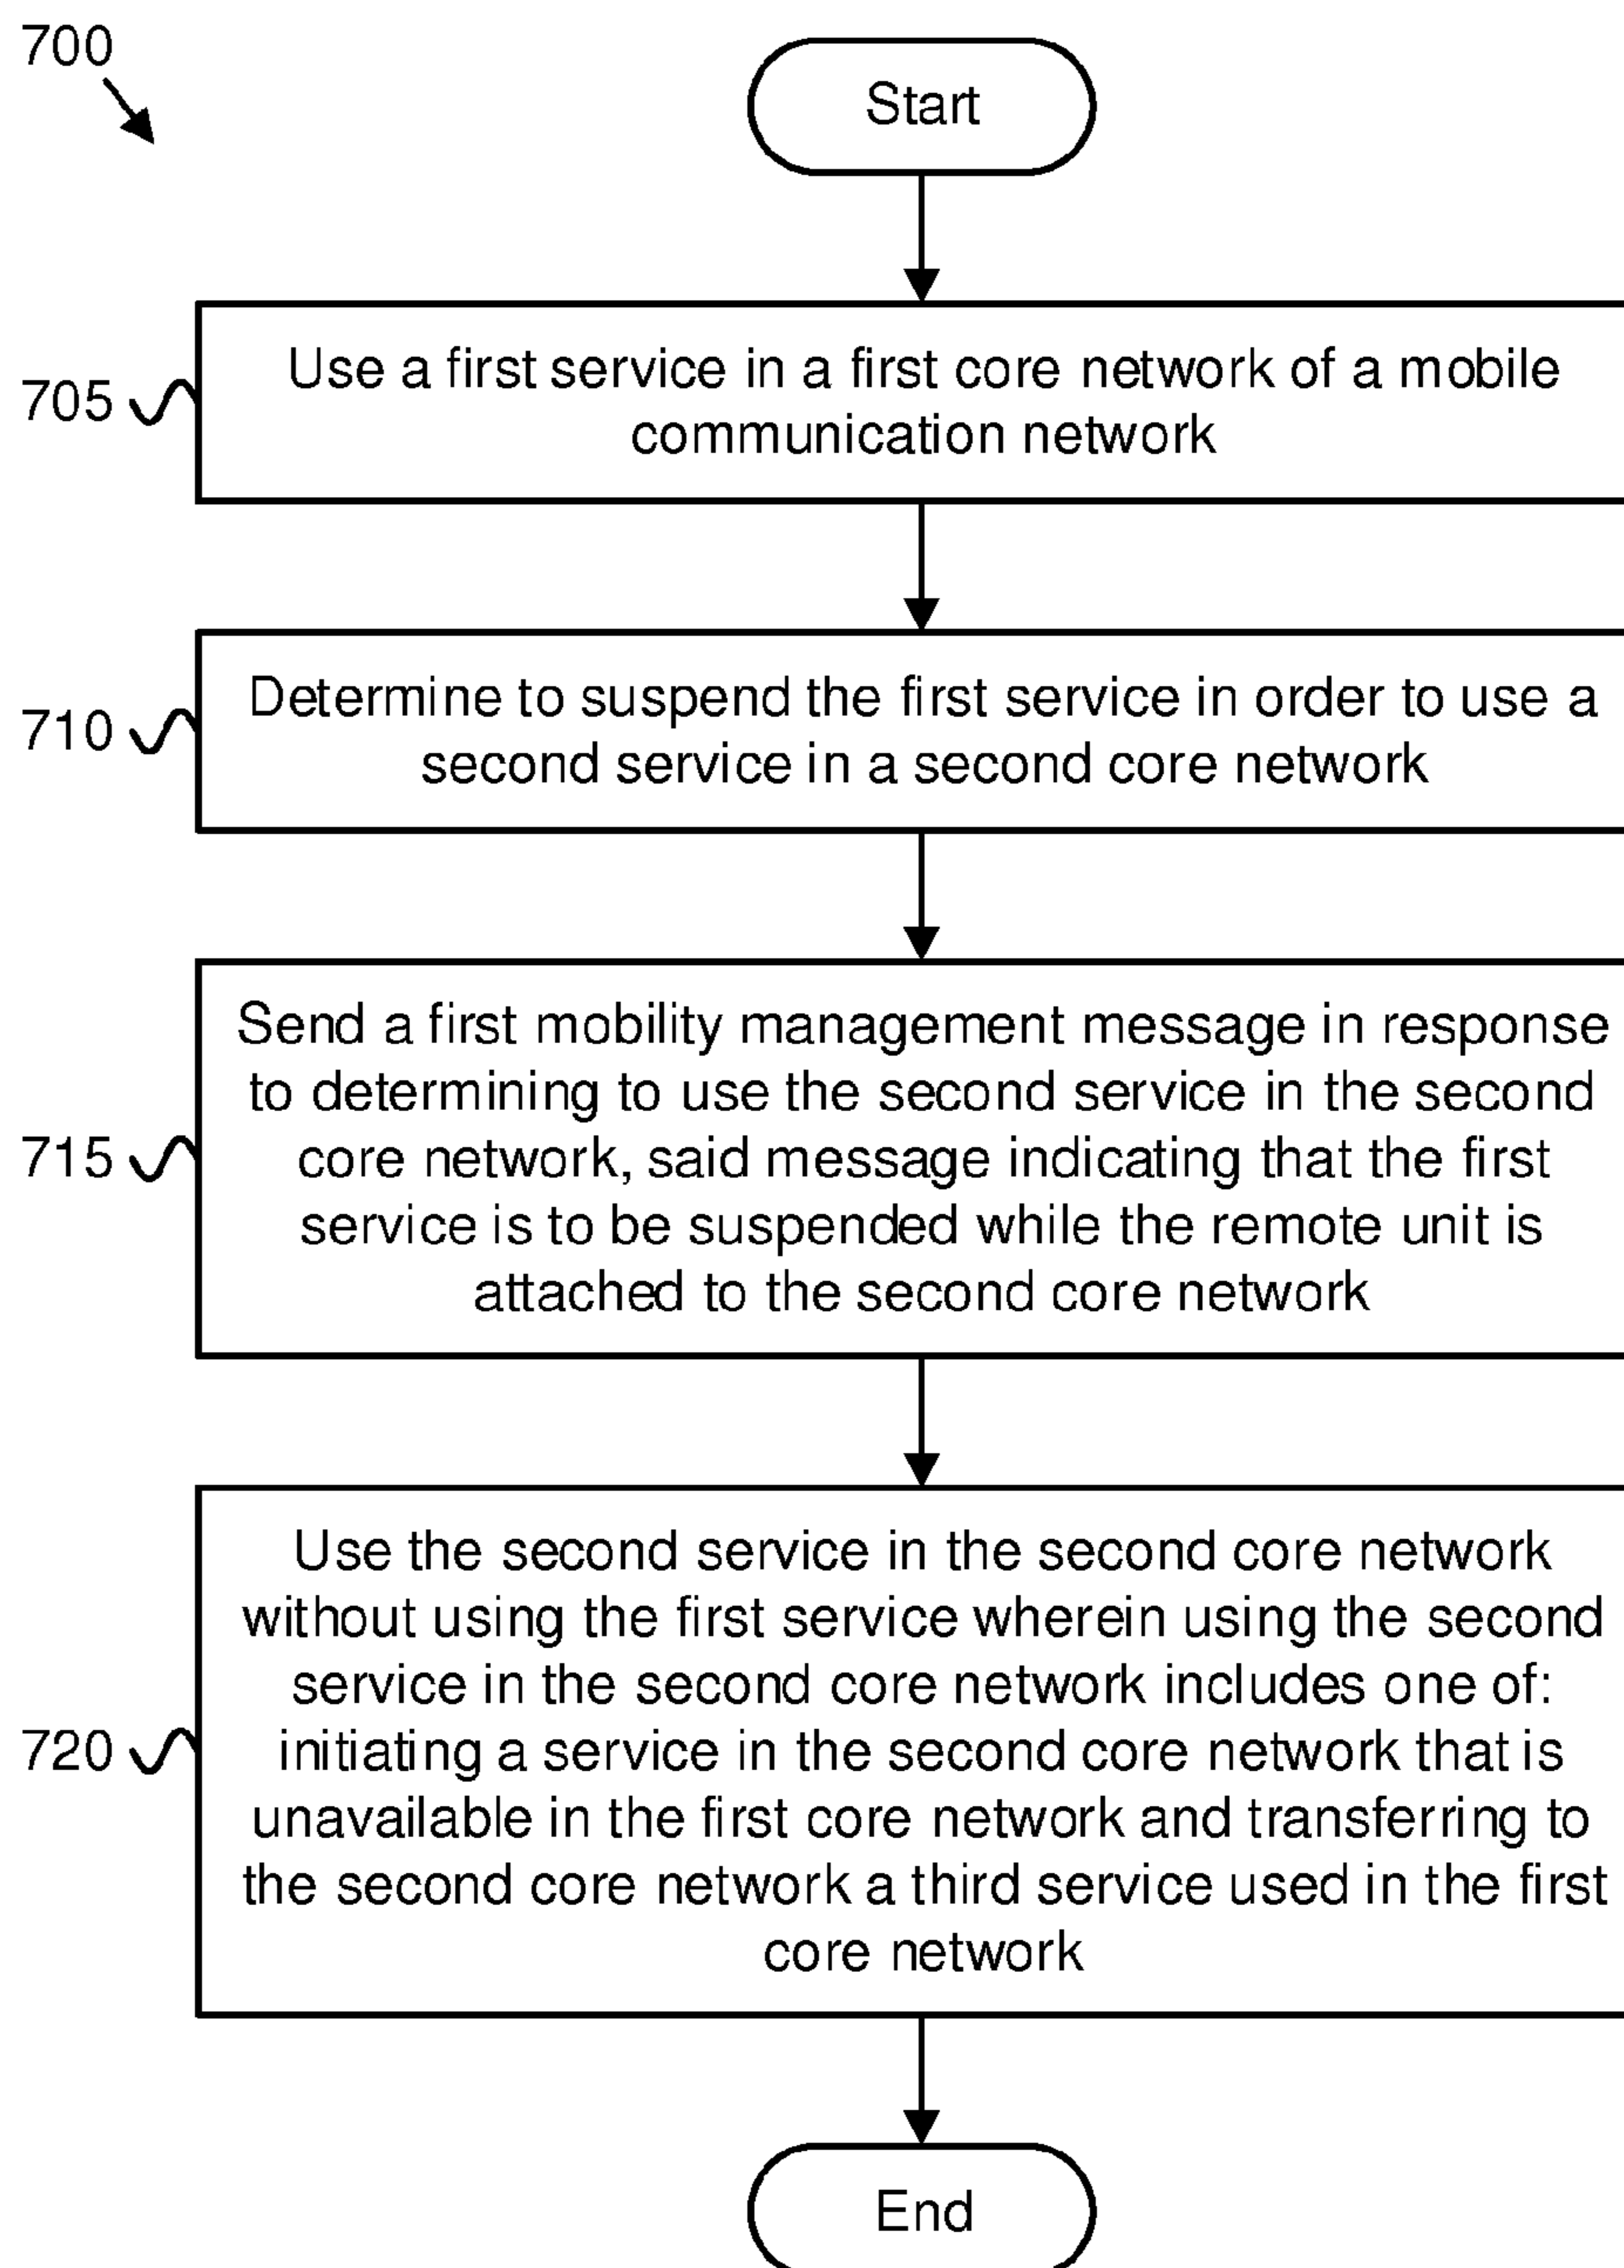 700
Start
705
Use a first service in a first core network of a mobile
communication network
710
Determine to suspend the first service in order to use a
second service in a second core network
715
Send a first mobility management message in response
to determining to use the second service in the second
core network, said message indicating that the first
service is to be suspended while the remote unit is
attached to the second core network
720
Use the second service in the second core network
without using the first service wherein using the second
service in the second core network includes one of:
initiating a service in the second core network that is
unavailable in the first core network and transferring to
the second core network a third service used in the first
core network
End